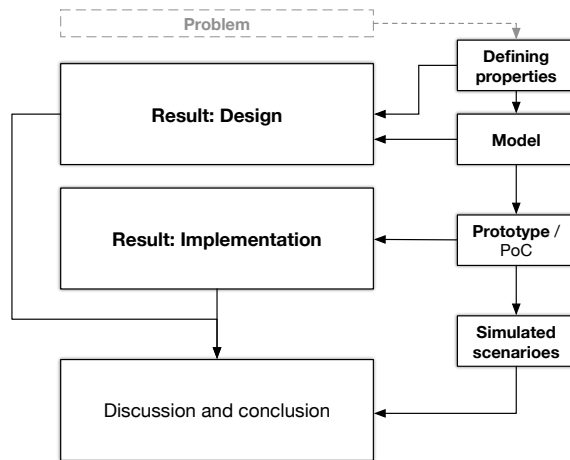 Problem
Defining
properties
Result: Design
Model
Result: Implementation
Prototype /
PoC
Simulated
scenarioes
Discussion and conclusion